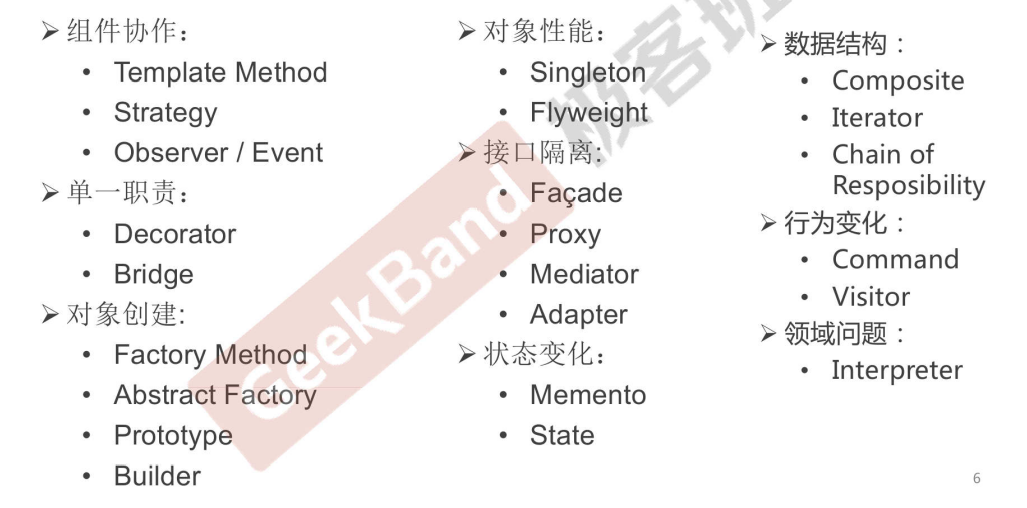 ➢ 组件协作：
• Template Method
• Strategy
• Observer / Event
➢ 单一职责：
• Decorator
• Bridge
➢ 对象创建:
• Factory Method
• Abstract Factory
• Prototype
• Builder
➢ 对象性能：
• Singleton
• Flyweight
➢ 接口隔离:
• Façade
• Proxy
• Mediator
• Adapter
➢ 状态变化：
• Memento
• State
➢ 数据结构：
• Composite
• Iterator
• Chain of
Resposibility
➢ 行为变化：
• Command
• Visitor
➢ 领域问题：
• Interpreter
GeekBand
极客班
6